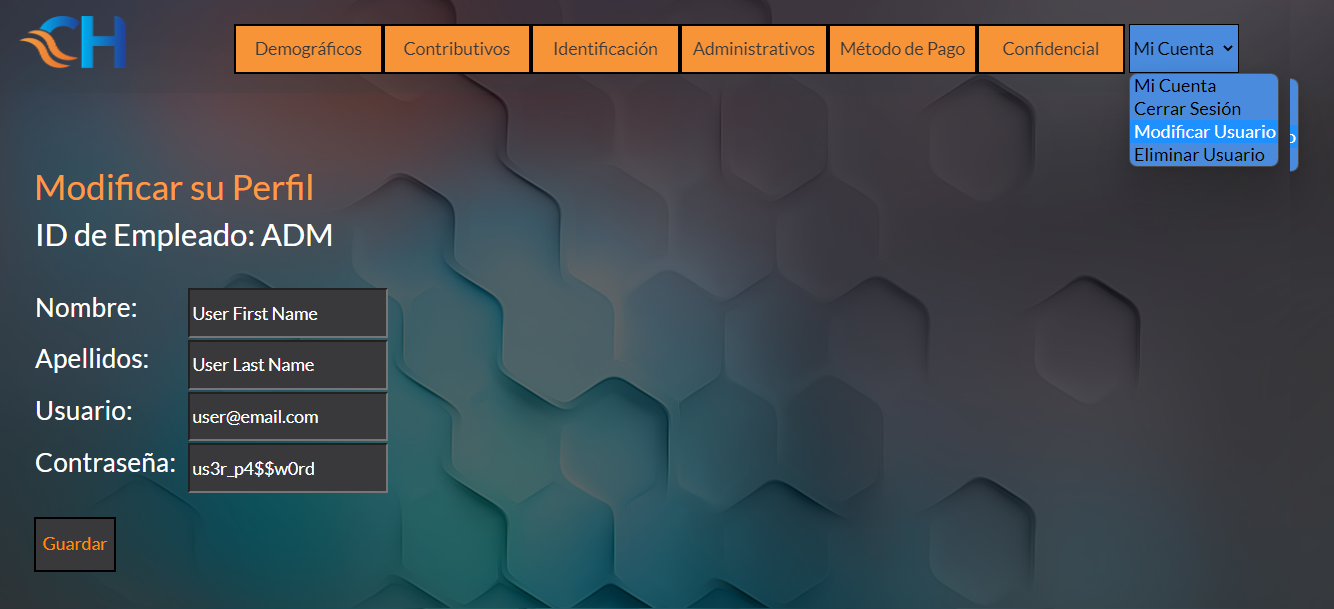 CH
Demográficos Contributivos Identificación Administrativos Método de Pago Confidencial Mi Cuenta
Mi Cuenta
Cerrar Sesión
Modificar Usuario
Eliminar Usuario
o
Modificar su Perfil
ID de Empleado: ADM
Nombre: User First Name
Apellidos: User Last Name
Usuario: user@email.com
Contraseña: us3r_p4$$w0rd
Guardar